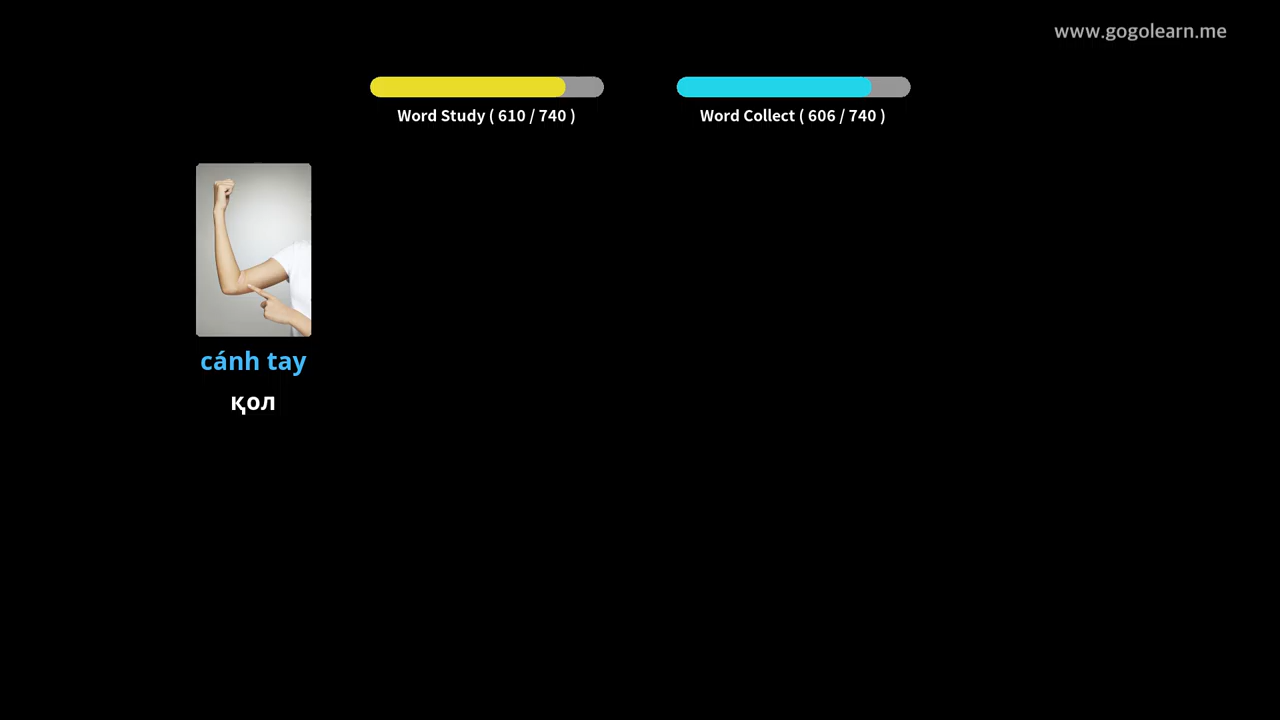 www.gogolearn.me
Word Study ( 610 / 740 )
Word Collect ( 606 / 740 )
cánh tay
қол